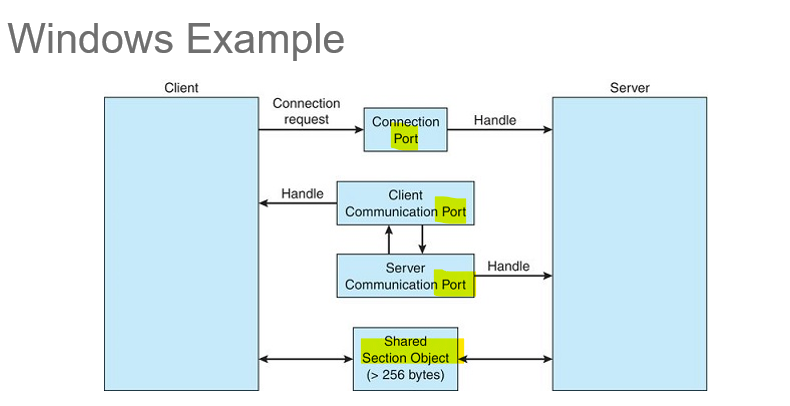 Windows Example
Client
Server
Connection
request
Connection
Port
Handle
Handle
Client
Communication Port
Server
Communication Port
Handle
Shared
Section Object
(> 256 bytes)